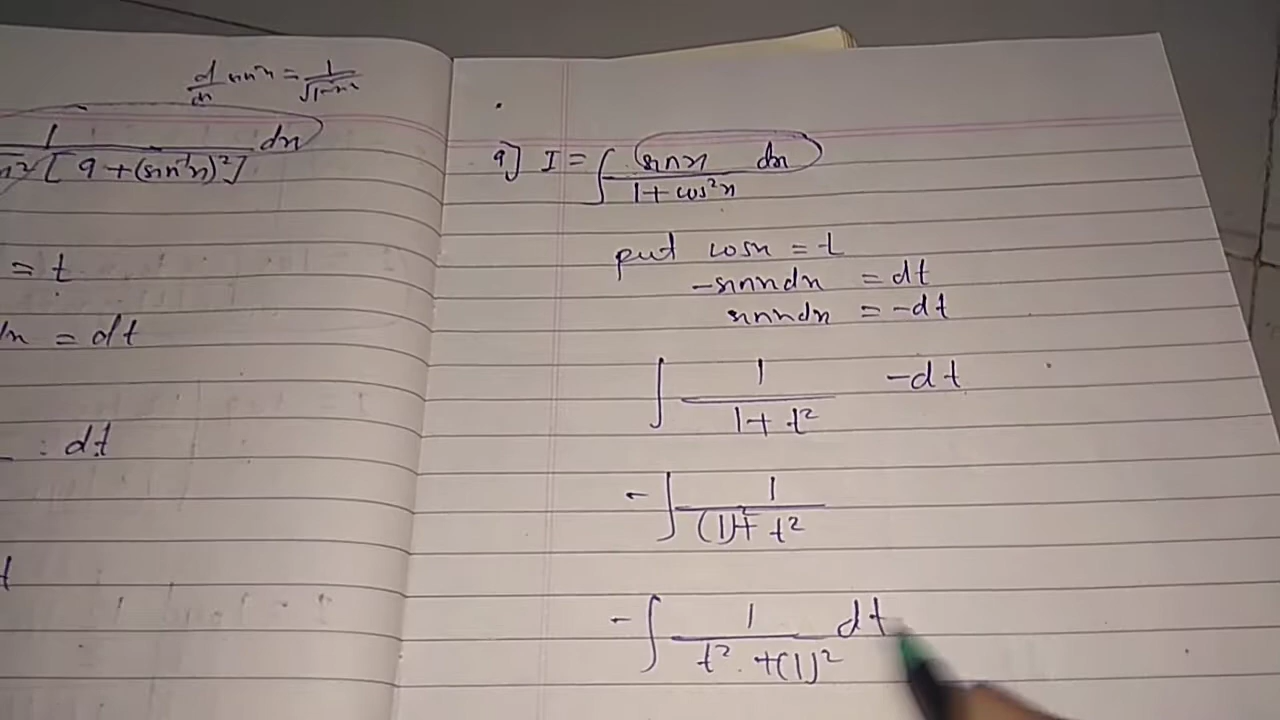 d/dx sin⁻¹x = 1/√1-x²
1/x² [9+(sin⁻¹x)²] dx
= t
dx = dt
= dt
t
9] I = ∫ sinx dx / 1+cos²x
put cosx = t
-sinxdx = dt
sinxdx = -dt
∫ 1/1+t² -dt
- ∫ 1/(1)²+t²
- ∫ 1/t²+(1)² dt